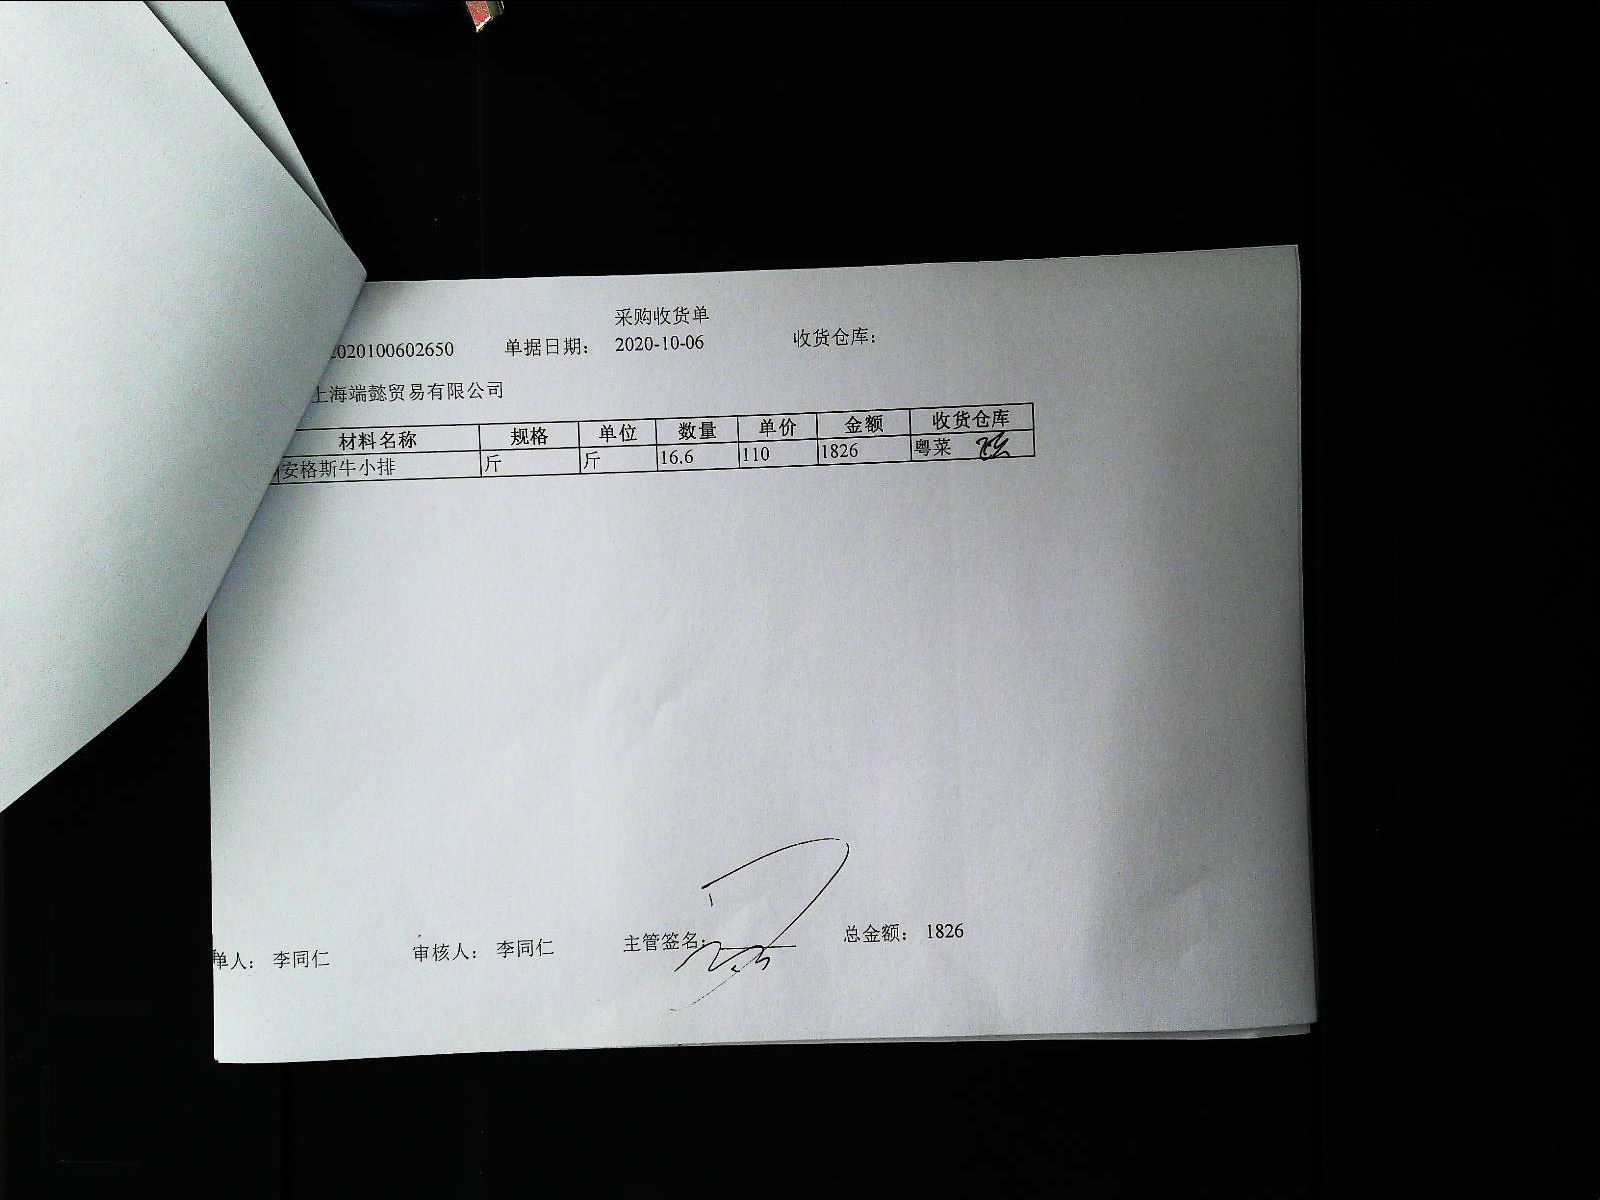 采购收货单
2020100602650 单据日期： 2020-10-06 收货仓库：
上海端懿贸易有限公司
材料名称 规格 单位 数量 单价 金额 收货仓库
安格斯牛小排 斤 斤 16.6 110 1826 粤菜
单人： 李同仁 审核人： 李同仁 主管签名： 总金额： 1826